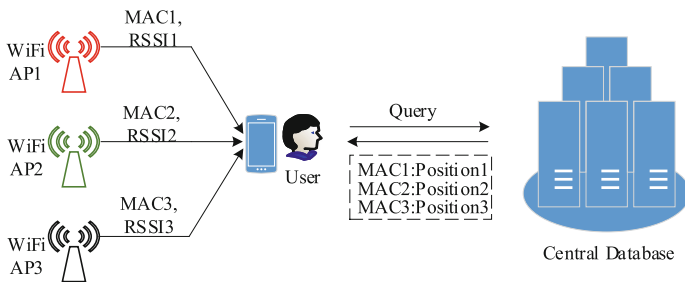 WiFi
AP1
MAC1,
RSSI1
WiFi
AP2
MAC2,
RSSI2
WiFi
AP3
MAC3,
RSSI3
User
Query
MAC1:Position1
MAC2:Position2
MAC3:Position3
Central Database